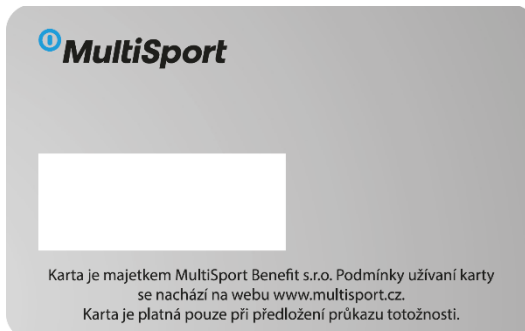 MultiSport
Karta je majetkem MultiSport Benefit s.r.o. Podmínky užívaní karty
se nachází na webu www.multisport.cz.
Karta je platná pouze při předložení průkazu totožnosti.